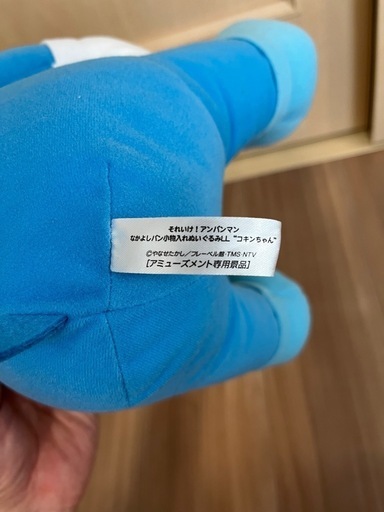 それいけ!アンパンマン
なかよしパン小物入れぬいぐるみLL "コキンちゃん"
©やなせたかし/フレーベル館・TMS・NTV
[アミューズメント専用景品]